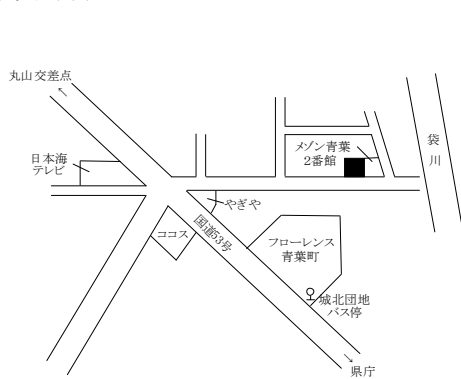 丸山交差点
←
日本海
テレビ
メゾン青葉
2番館
袋
川
やぎや
ココス
国道53号
フローレンス
青葉町
城北団地
バス停
→
県庁